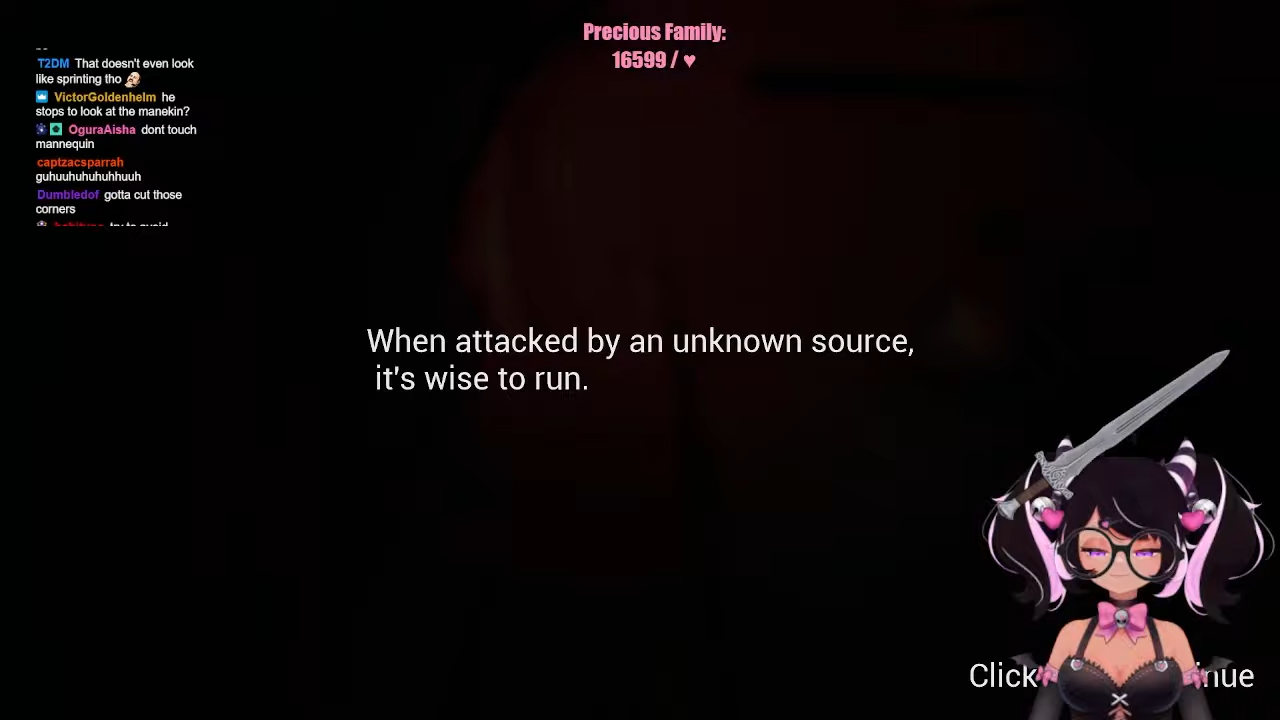 Precious Family:
16599 / ♥
T2DM That doesn't even look
like sprinting tho
VictorGoldenhelm he
stops to look at the manekin?
OguraAisha dont touch
mannequin
captzacsparrah
guhuuhuhuhuhhuuh
Dumbledof gotta cut those
corners
When attacked by an unknown source,
it's wise to run.
Click